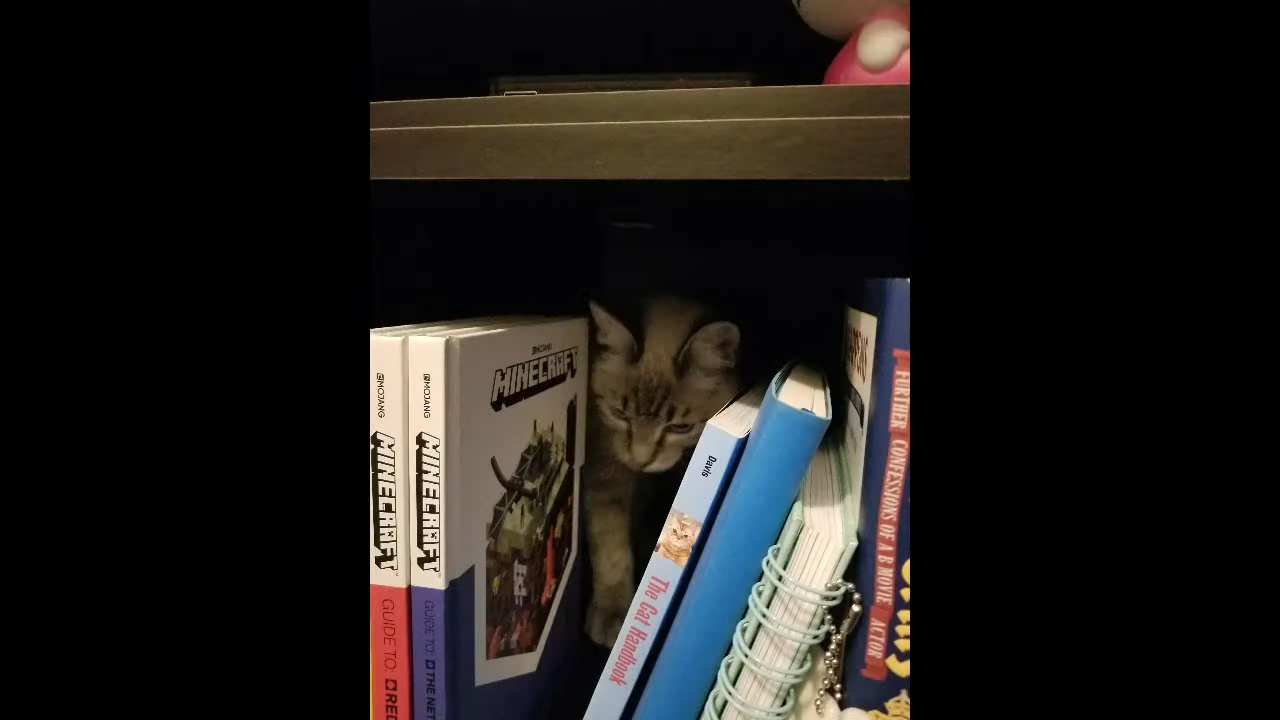 MOJANG
MINECRAFT
GUIDE TO: RED
MOJANG
MINECRAFT
GUIDE TO: THE NET
MOJANG
MINECRAFT
Davis
The Cat Handbook
FURTHER CONFESSIONS OF A B MOVIE ACTOR